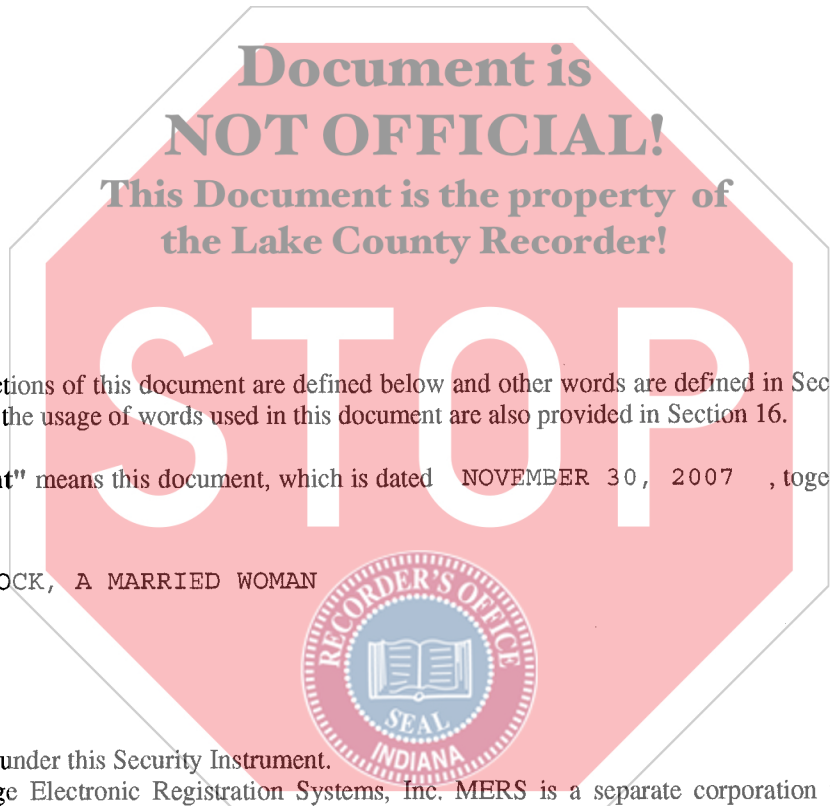 Document is
NOT OFFICIAL!
This Document is the property of
the Lake County Recorder!
STOP
ctions of this document are defined below and other words are defined in Sec
the usage of words used in this document are also provided in Section 16.
nt" means this document, which is dated NOVEMBER 30, 2007 , toge
OCK, A MARRIED WOMAN
RECORDER'S OFFICE
SEAL
INDIANA
under this Security Instrument.
ge Electronic Registration Systems, Inc. MERS is a separate corporation